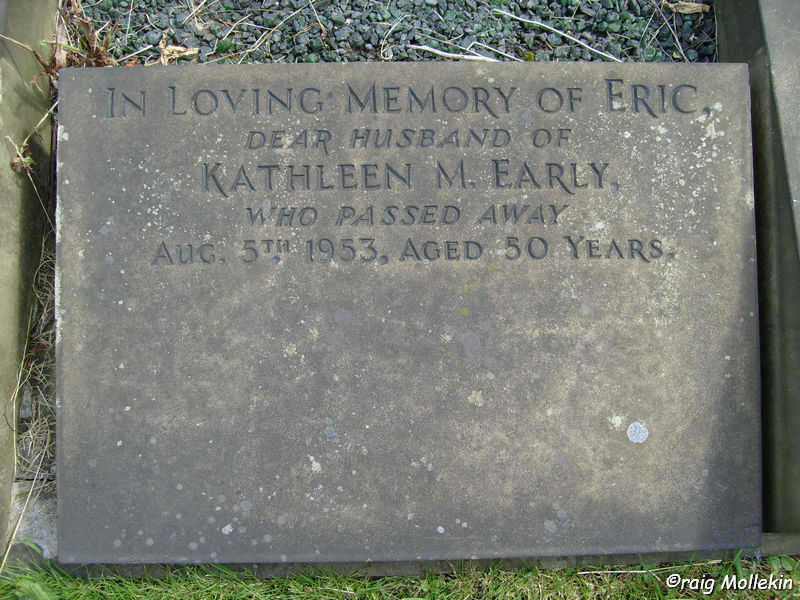 In Loving Memory of Eric,
DEAR HUSBAND OF
Kathleen M. Early,
WHO PASSED AWAY
Aug. 5TH, 1953, Aged 50 Years.
©raig Mollekin